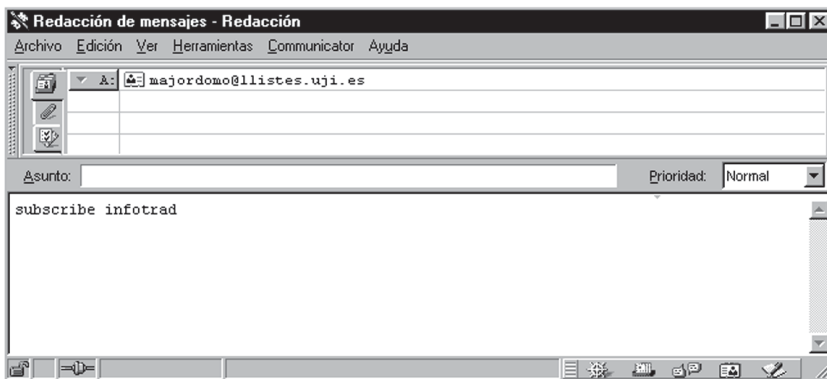 Redacción de mensajes - Redacción
Archivo Edición Ver Herramientas Communicator Ayuda
A: majordomo@llistes.uji.es
Asunto: Prioridad: Normal
subscribe infotrad